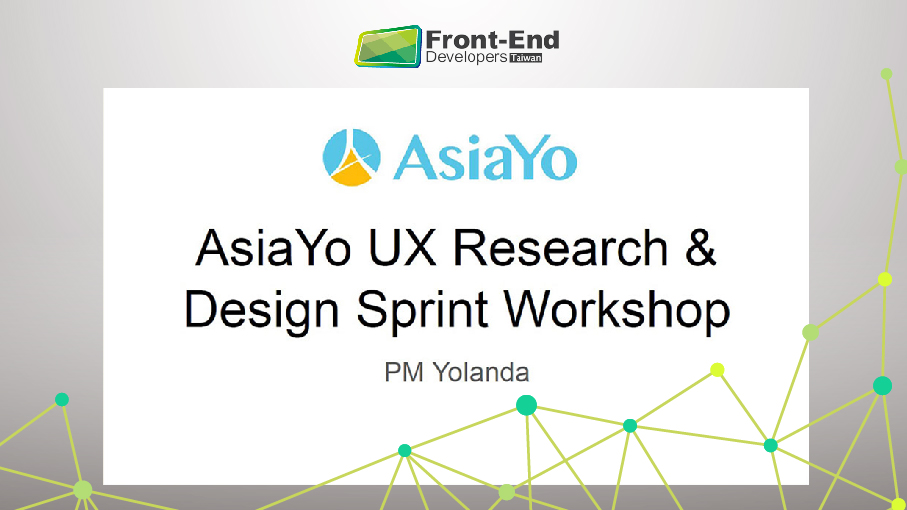 Front-End
Developers Taiwan
AsiaYo
AsiaYo UX Research &
Design Sprint Workshop
PM Yolanda